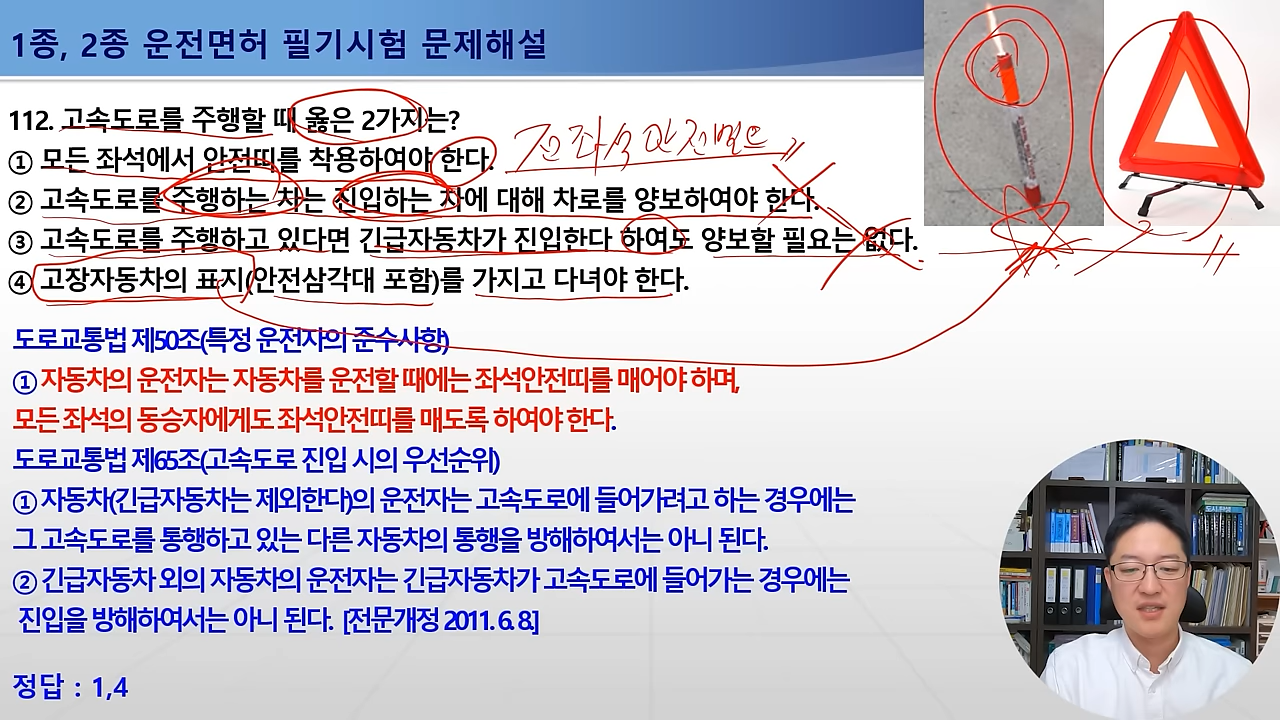 1종, 2종 운전면허 필기시험 문제해설
112. 고속도로를 주행할 때 옳은 2가지는?
① 모든 좌석에서 안전띠를 착용하여야 한다.
전좌석 안전벨트
② 고속도로를 주행하는 차는 진입하는 차에 대해 차로를 양보하여야 한다.
③ 고속도로를 주행하고 있다면 긴급자동차가 진입한다 하여도 양보할 필요는 없다.
④ 고장자동차의 표지(안전삼각대 포함)를 가지고 다녀야 한다.
도로교통법 제50조(특정 운전자의 준수사항)
① 자동차의 운전자는 자동차를 운전할 때에는 좌석안전띠를 매어야 하며,
모든 좌석의 동승자에게도 좌석안전띠를 매도록 하여야 한다.
도로교통법 제65조(고속도로 진입 시의 우선순위)
① 자동차(긴급자동차는 제외한다)의 운전자는 고속도로에 들어가려고 하는 경우에는
그 고속도로를 통행하고 있는 다른 자동차의 통행을 방해하여서는 아니 된다.
② 긴급자동차 외의 자동차의 운전자는 긴급자동차가 고속도로에 들어가는 경우에는
진입을 방해하여서는 아니 된다. [전문개정 2011. 6. 8.]
정답 : 1,4